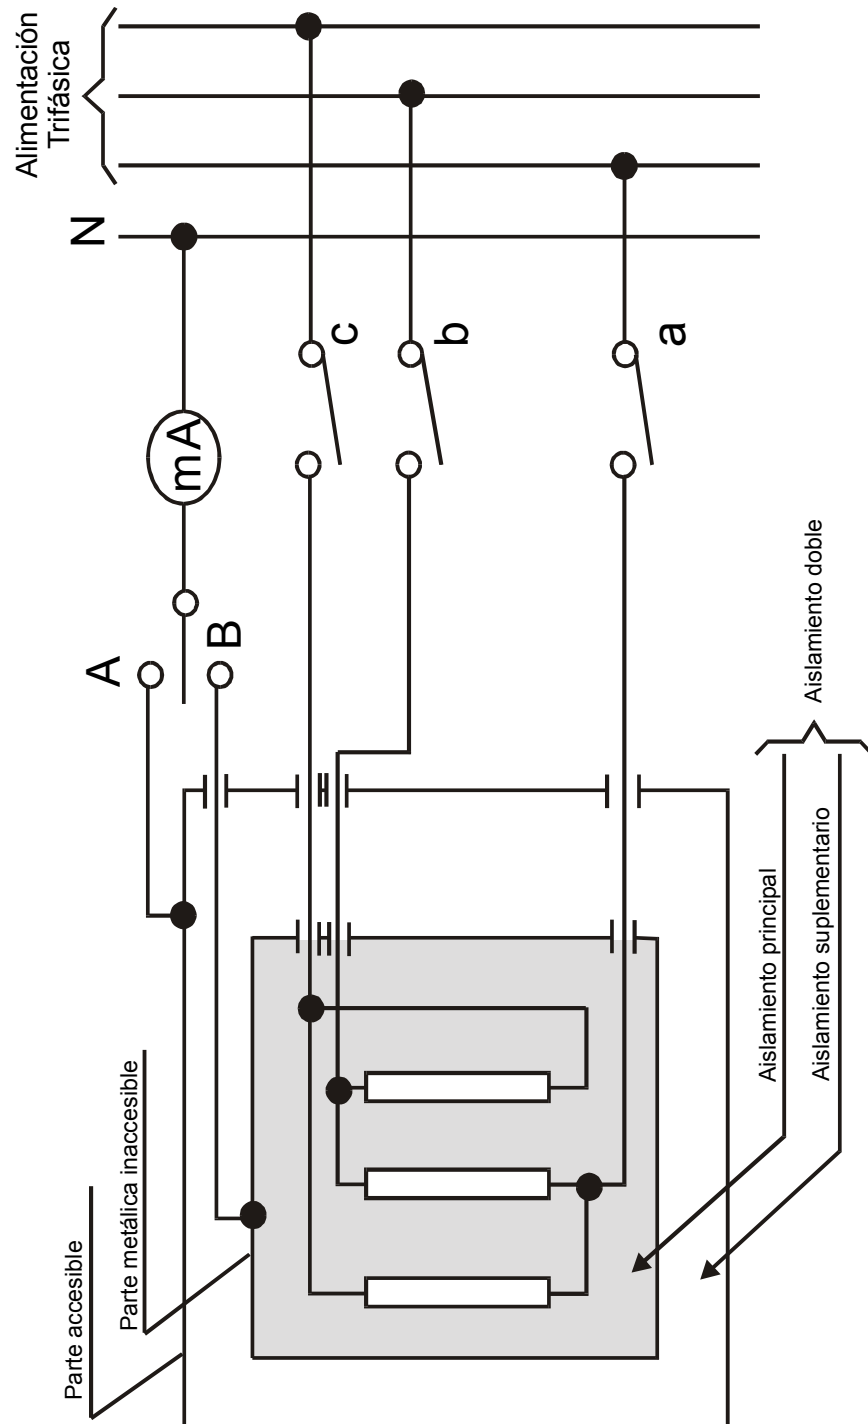 Alimentación
Trifásica
N
c
b
a
mA
A
B
Aislamiento doble
Aislamiento principal
Aislamiento suplementario
Parte metálica inaccesible
Parte accesible